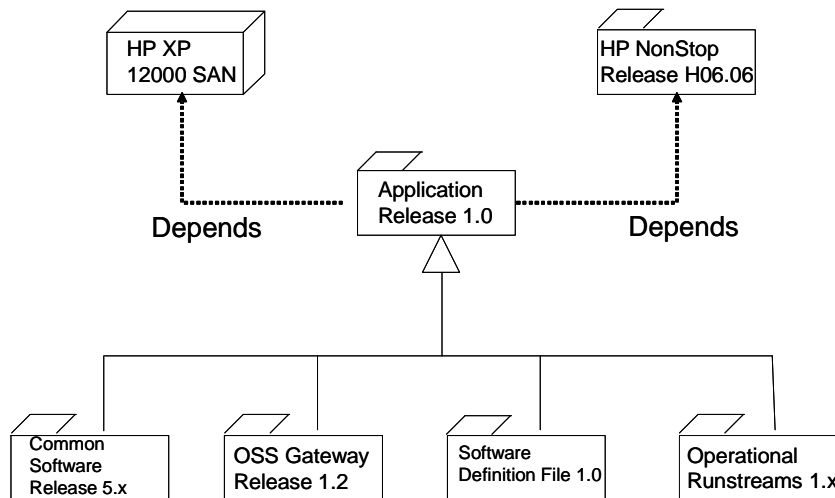 HP XP
12000 SAN
HP NonStop
Release H06.06
Application
Release 1.0
Depends
Depends
Common
Software
Release 5.x
OSS Gateway
Release 1.2
Software
Definition File 1.0
Operational
Runstreams 1.x